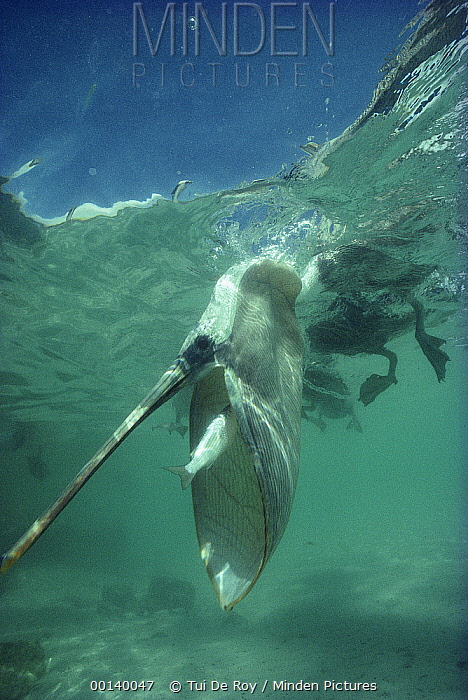 MINDEN
PICTURES
00140047 © Tui De Roy / Minden Pictures